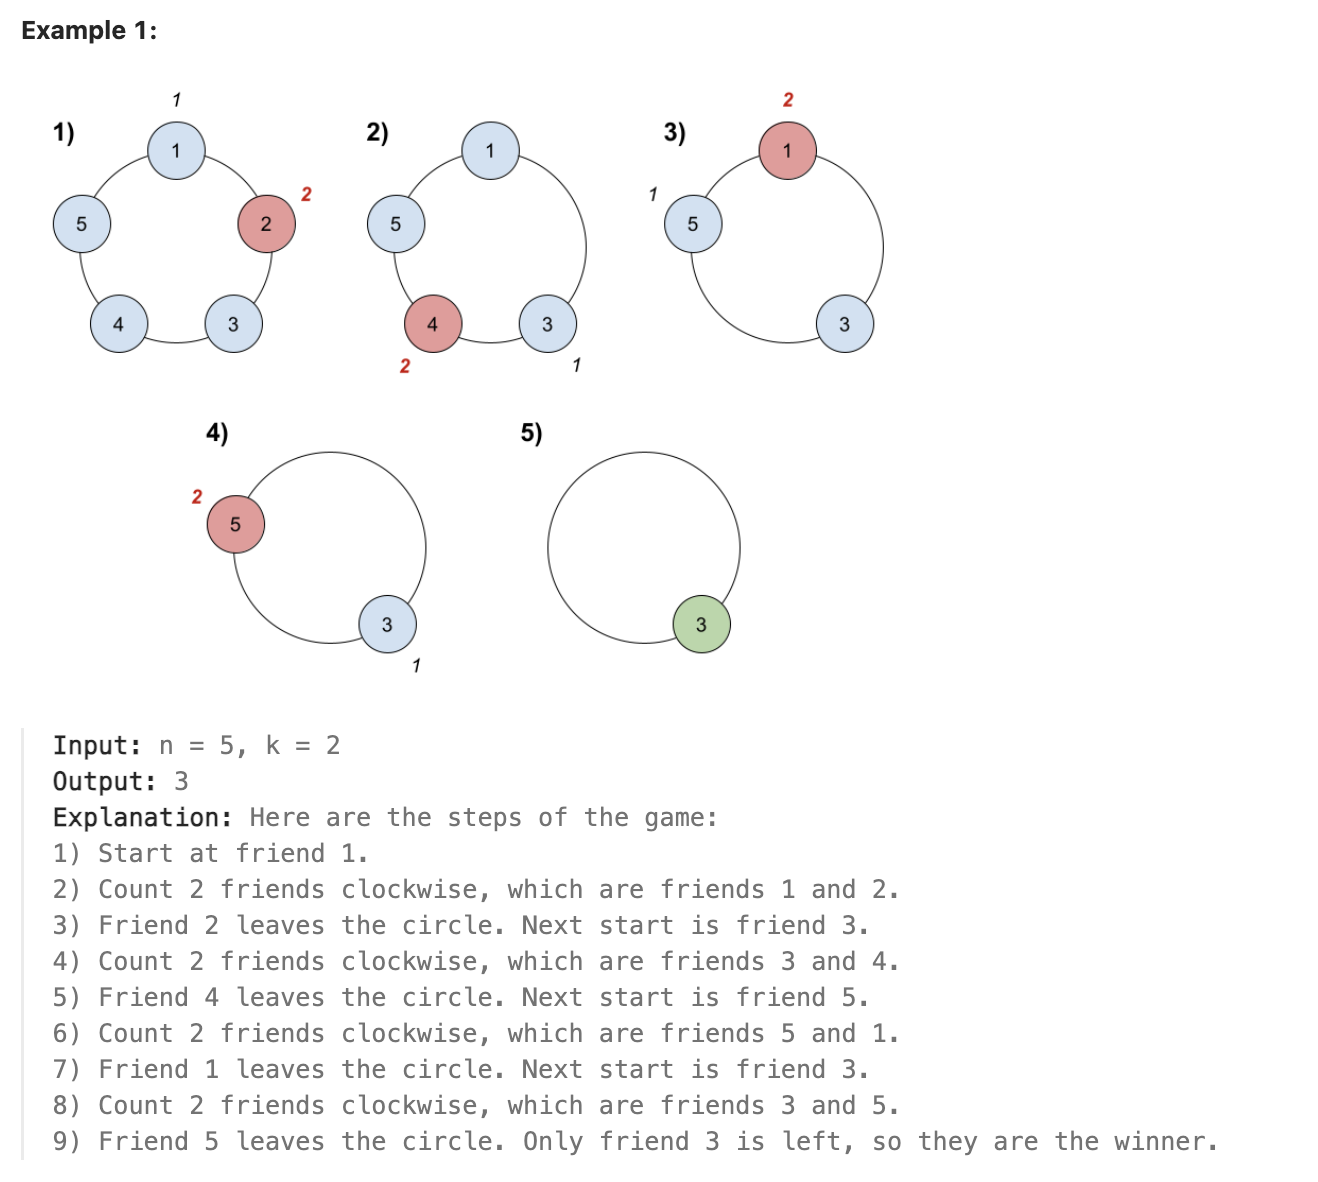 Example 1:
1
1)
1
2
2
3
4
5
2)
1
5
4
3
2
1
3)
2
1
1
5
3
4)
2
5
3
1
5)
3
Input: n = 5, k = 2
Output: 3
Explanation: Here are the steps of the game:
1) Start at friend 1.
2) Count 2 friends clockwise, which are friends 1 and 2.
3) Friend 2 leaves the circle. Next start is friend 3.
4) Count 2 friends clockwise, which are friends 3 and 4.
5) Friend 4 leaves the circle. Next start is friend 5.
6) Count 2 friends clockwise, which are friends 5 and 1.
7) Friend 1 leaves the circle. Next start is friend 3.
8) Count 2 friends clockwise, which are friends 3 and 5.
9) Friend 5 leaves the circle. Only friend 3 is left, so they are the winner.